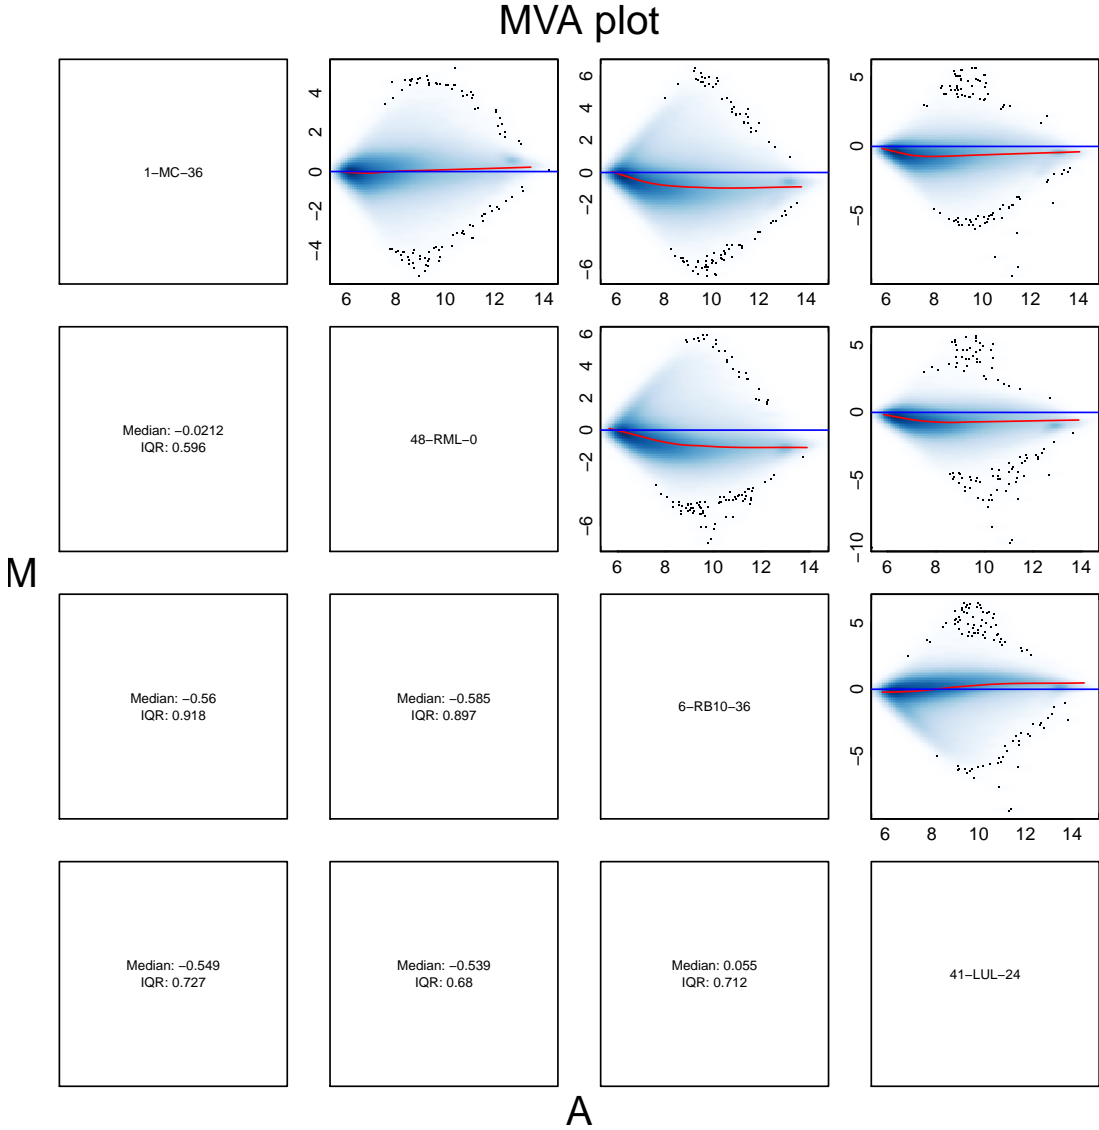 MVA plot
1−MC−36
4
2
0
−2
−4
6 8 10 12 14
6
4
2
0
−2
−6
6 8 10 12 14
5
0
−5
6 8 10 12 14
Median: −0.0212
IQR: 0.596
48−RML−0
6
4
2
0
−2
−6
6 8 10 12 14
5
0
−5
−10
6 8 10 12 14
M
Median: −0.56
IQR: 0.918
Median: −0.585
IQR: 0.897
6−RB10−36
5
0
−5
6 8 10 12 14
Median: −0.549
IQR: 0.727
Median: −0.539
IQR: 0.68
Median: 0.055
IQR: 0.712
41−LUL−24
A